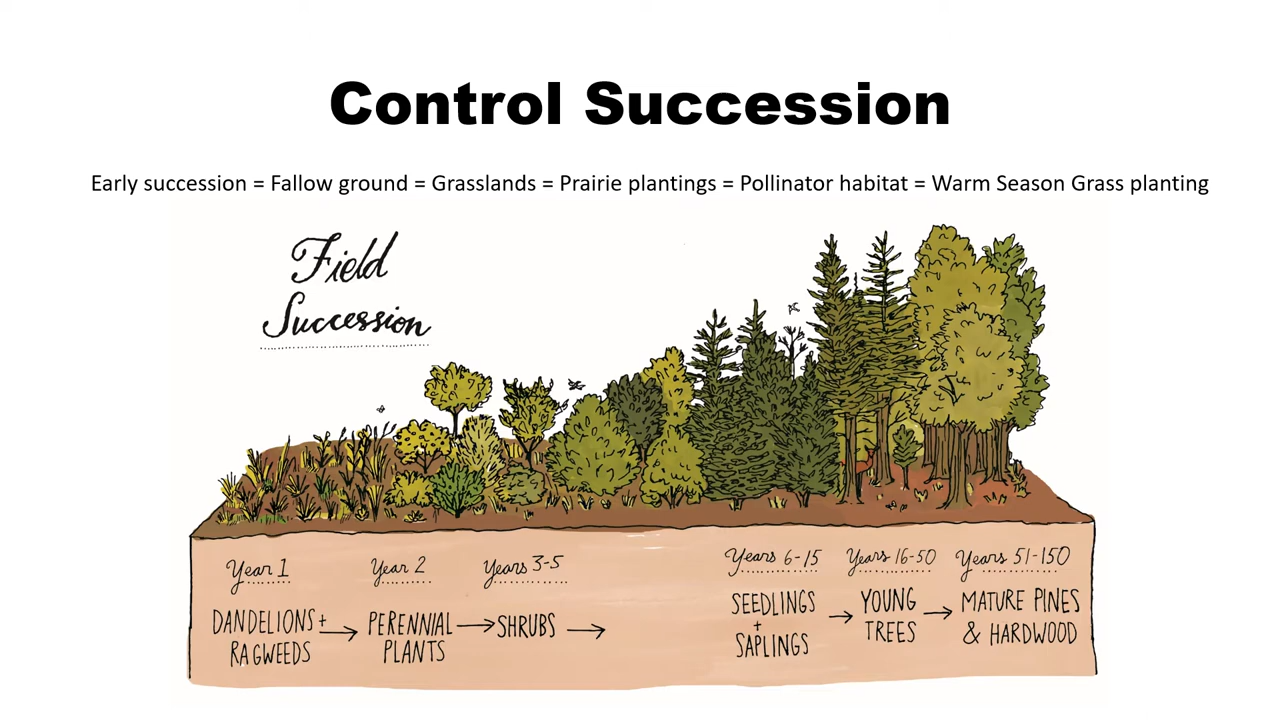 Control Succession
Early succession = Fallow ground = Grasslands = Prairie plantings = Pollinator habitat = Warm Season Grass planting
Field
Succession
Year 1
DANDELIONS +
RAGWEEDS
→
Year 2
PERENNIAL
PLANTS
→
Years 3-5
SHRUBS
→
Years 6-15
SEEDLINGS
+
SAPLINGS
→
Years 16-50
YOUNG
TREES
→
Years 51-150
MATURE PINES
& HARDWOOD